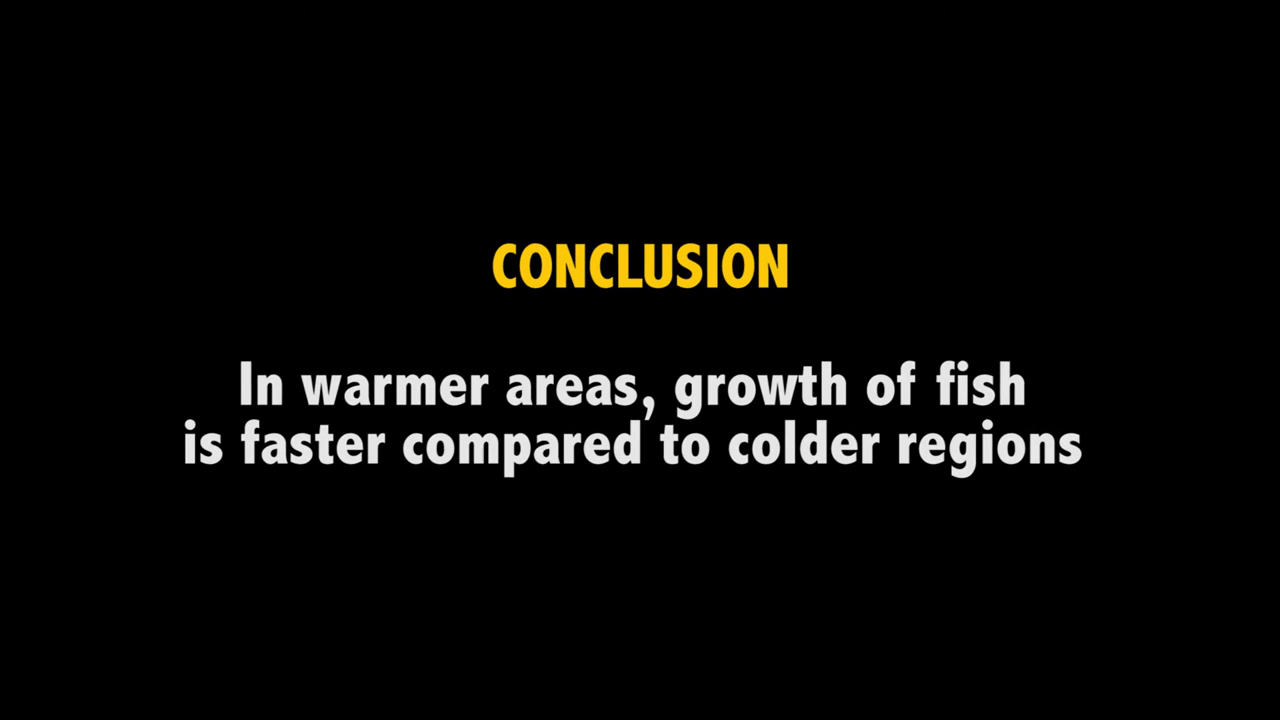 CONCLUSION
In warmer areas, growth of fish
is faster compared to colder regions